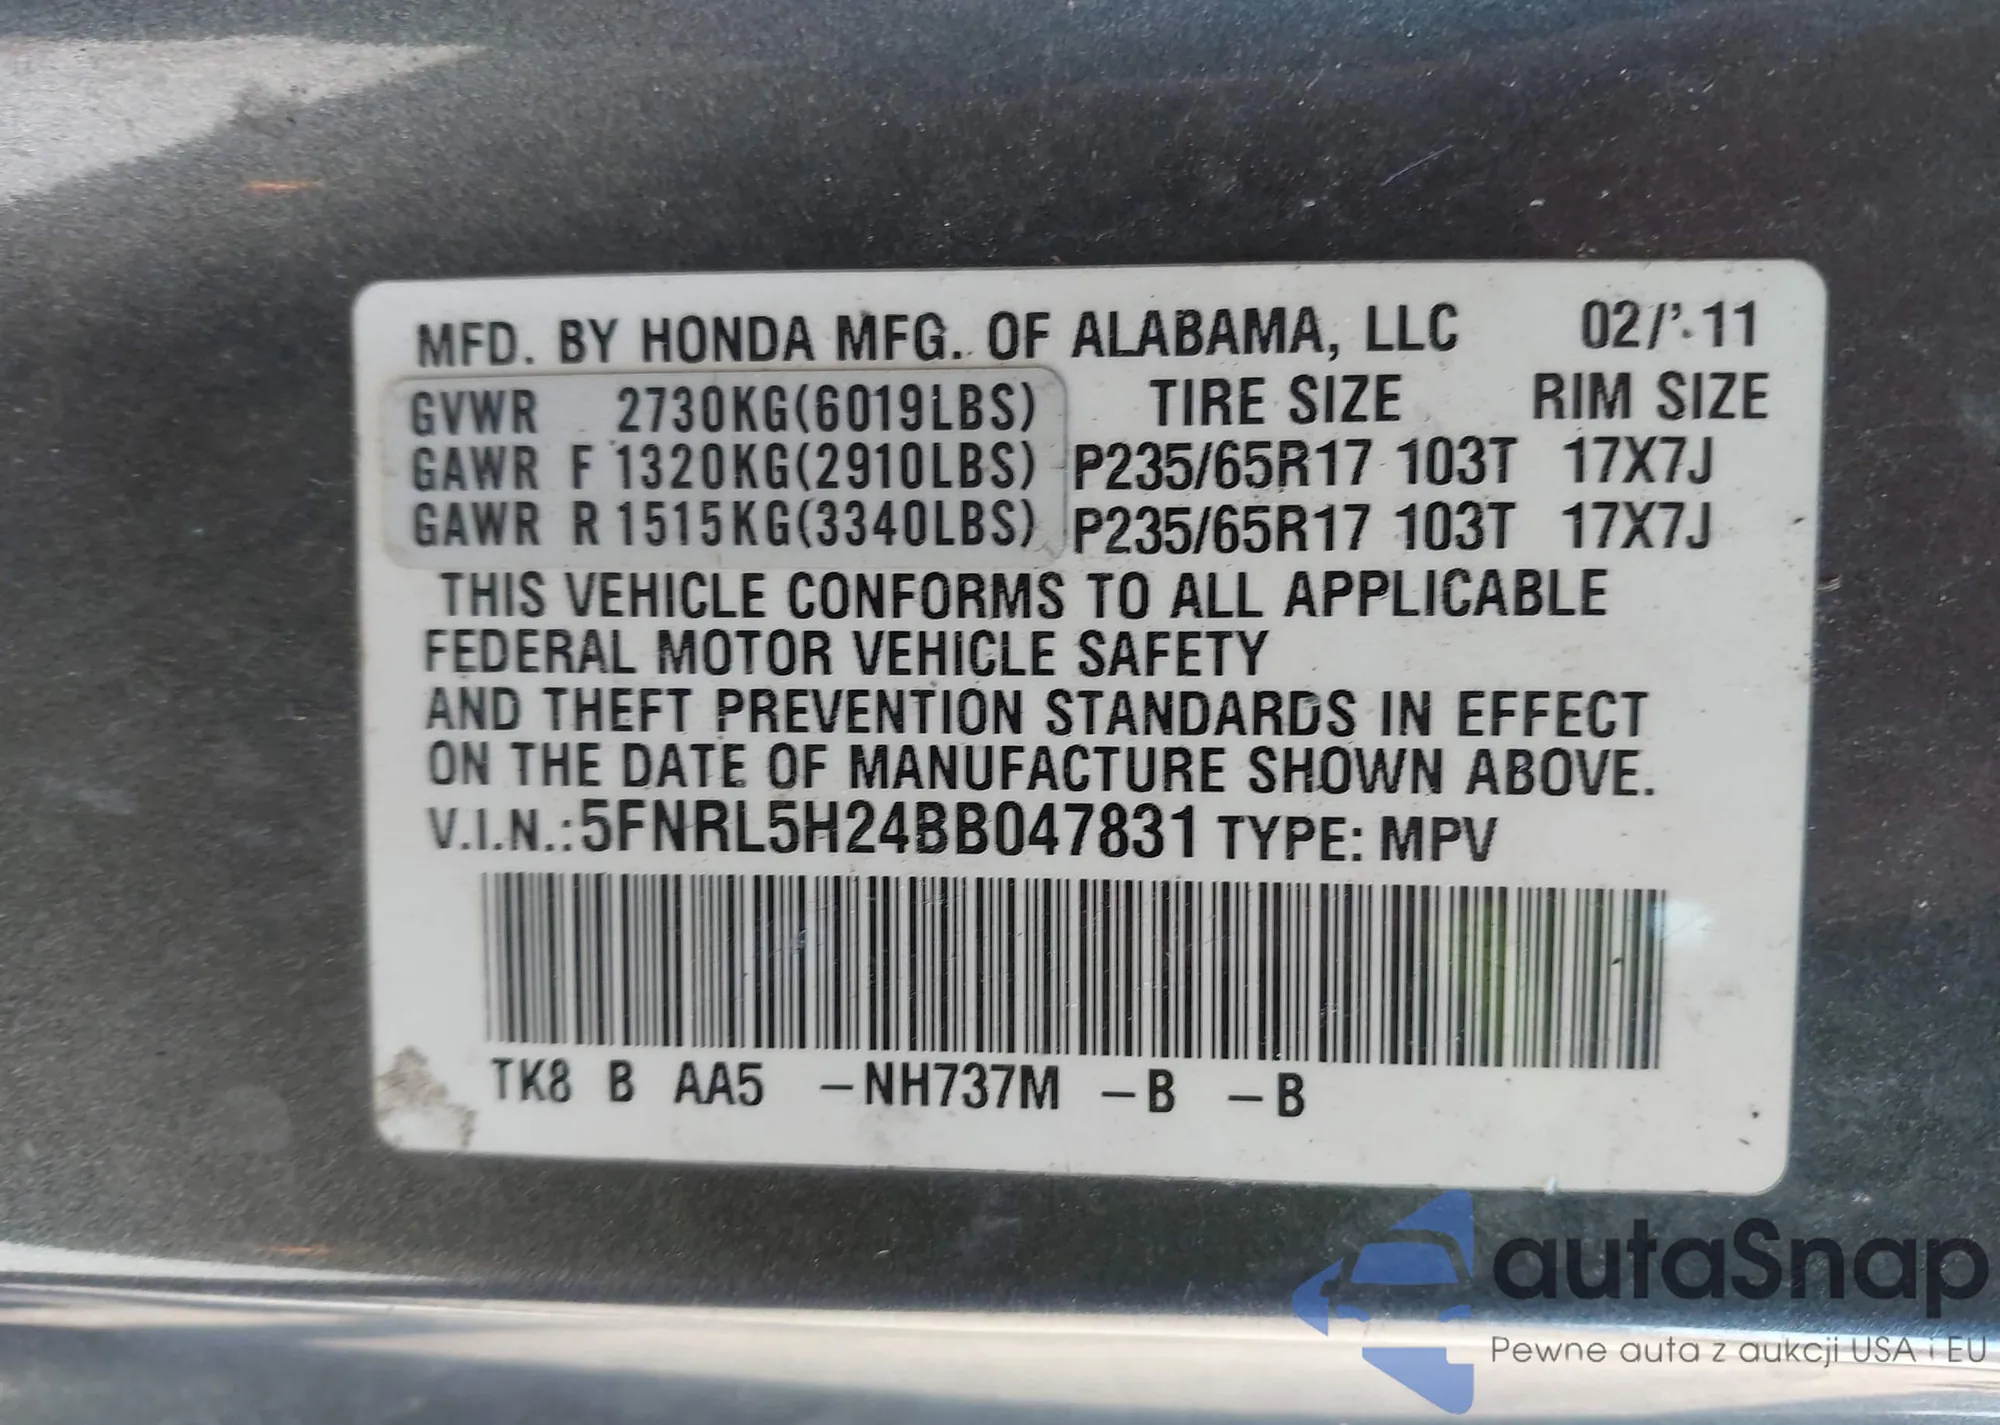 MFD. BY HONDA MFG. OF ALABAMA, LLC 02/'11
GVWR 2730KG(6019LBS) TIRE SIZE RIM SIZE
GAWR F 1320KG(2910LBS) P235/65R17 103T 17X7J
GAWR R 1515KG(3340LBS) P235/65R17 103T 17X7J
THIS VEHICLE CONFORMS TO ALL APPLICABLE
FEDERAL MOTOR VEHICLE SAFETY
AND THEFT PREVENTION STANDARDS IN EFFECT
ON THE DATE OF MANUFACTURE SHOWN ABOVE.
V.I.N.:5FNRL5H24BB047831 TYPE: MPV
TK8 B AA5 –NH737M –B –B
autaSnap
Pewne auta z aukcji USA i EU